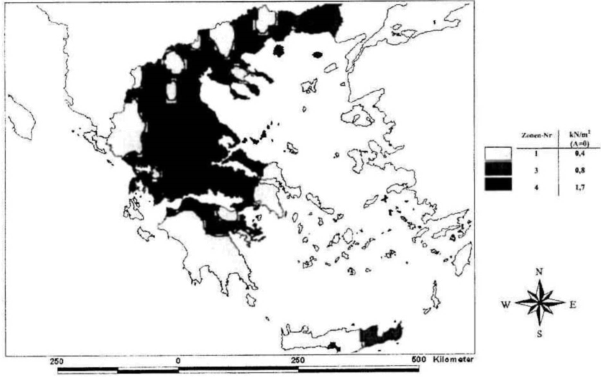 Zonen-Nr kN/m²
(A=0)
1 0,4
3 0,8
4 1,7
N
W E
S
250 0 250 500 Kilometer